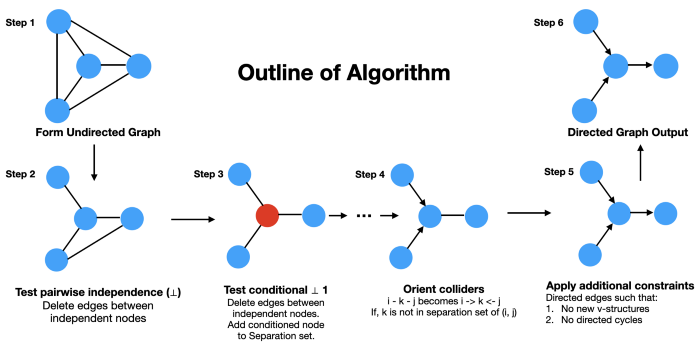 Step 1
Step 6
Outline of Algorithm
Form Undirected Graph
Directed Graph Output
Step 2
Step 3
Step 4
Step 5
...
Test pairwise independence (⊥)
Delete edges between
independent nodes
Test conditional ⊥ 1
Delete edges between
independent nodes.
Add conditioned node
to Separation set.
Orient colliders
i - k - j becomes i -> k <- j
If, k is not in separation set of (i, j)
Apply additional constraints
Directed edges such that:
1. No new v-structures
2. No directed cycles